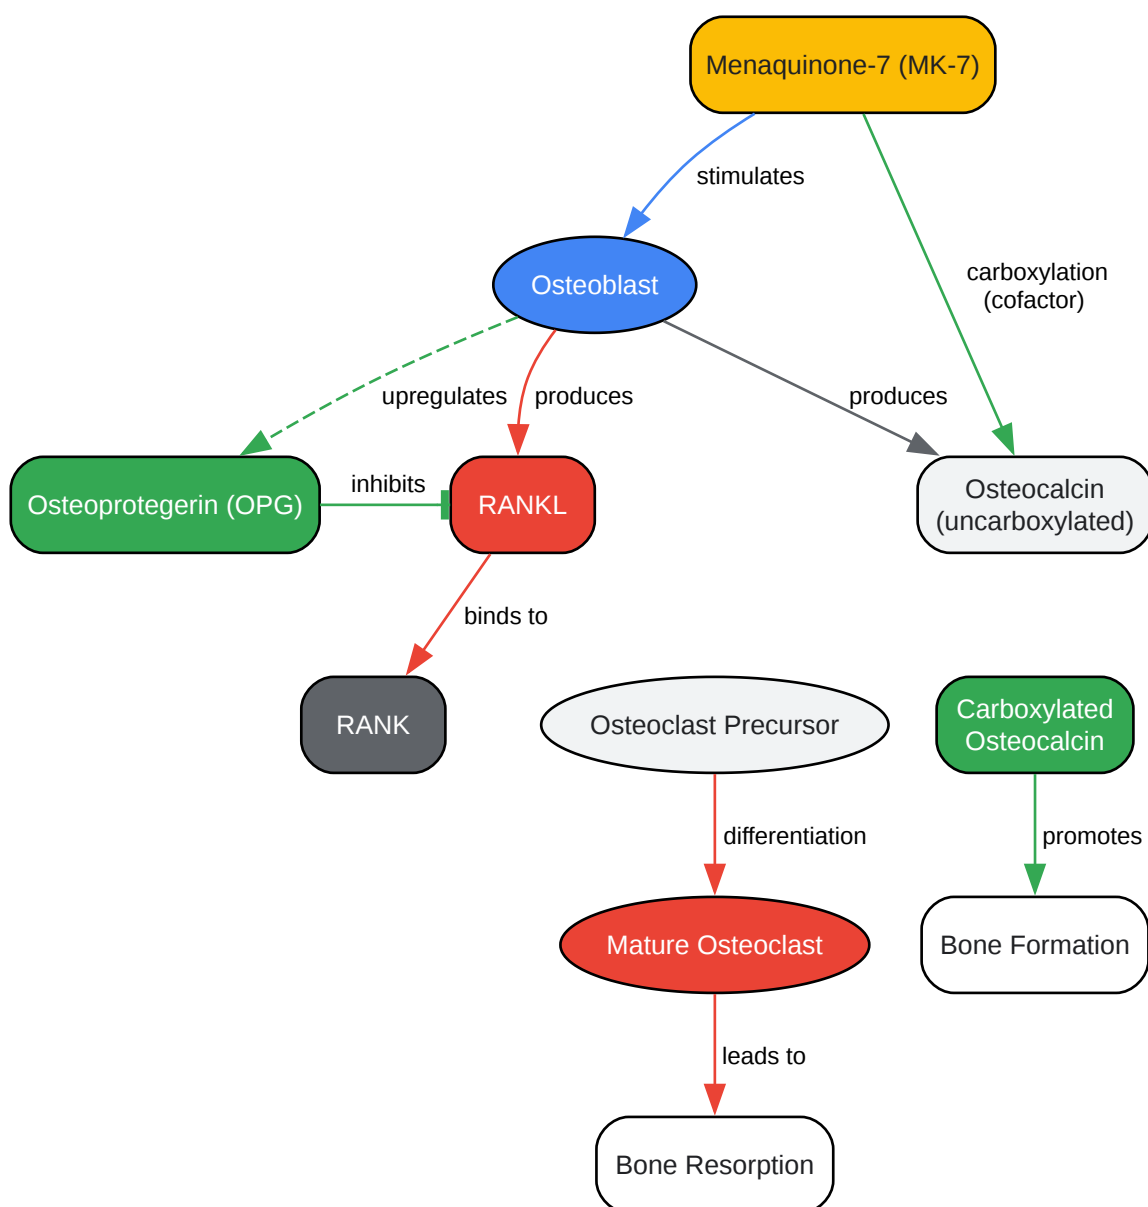 Menaquinone-7 (MK-7)
stimulates
carboxylation
(cofactor)
Osteoblast
upregulates
produces
produces
Osteoprotegerin (OPG)
inhibits
RANKL
Osteocalcin
(uncarboxylated)
binds to
RANK
Osteoclast Precursor
Carboxylated
Osteocalcin
differentiation
promotes
Mature Osteoclast
Bone Formation
leads to
Bone Resorption